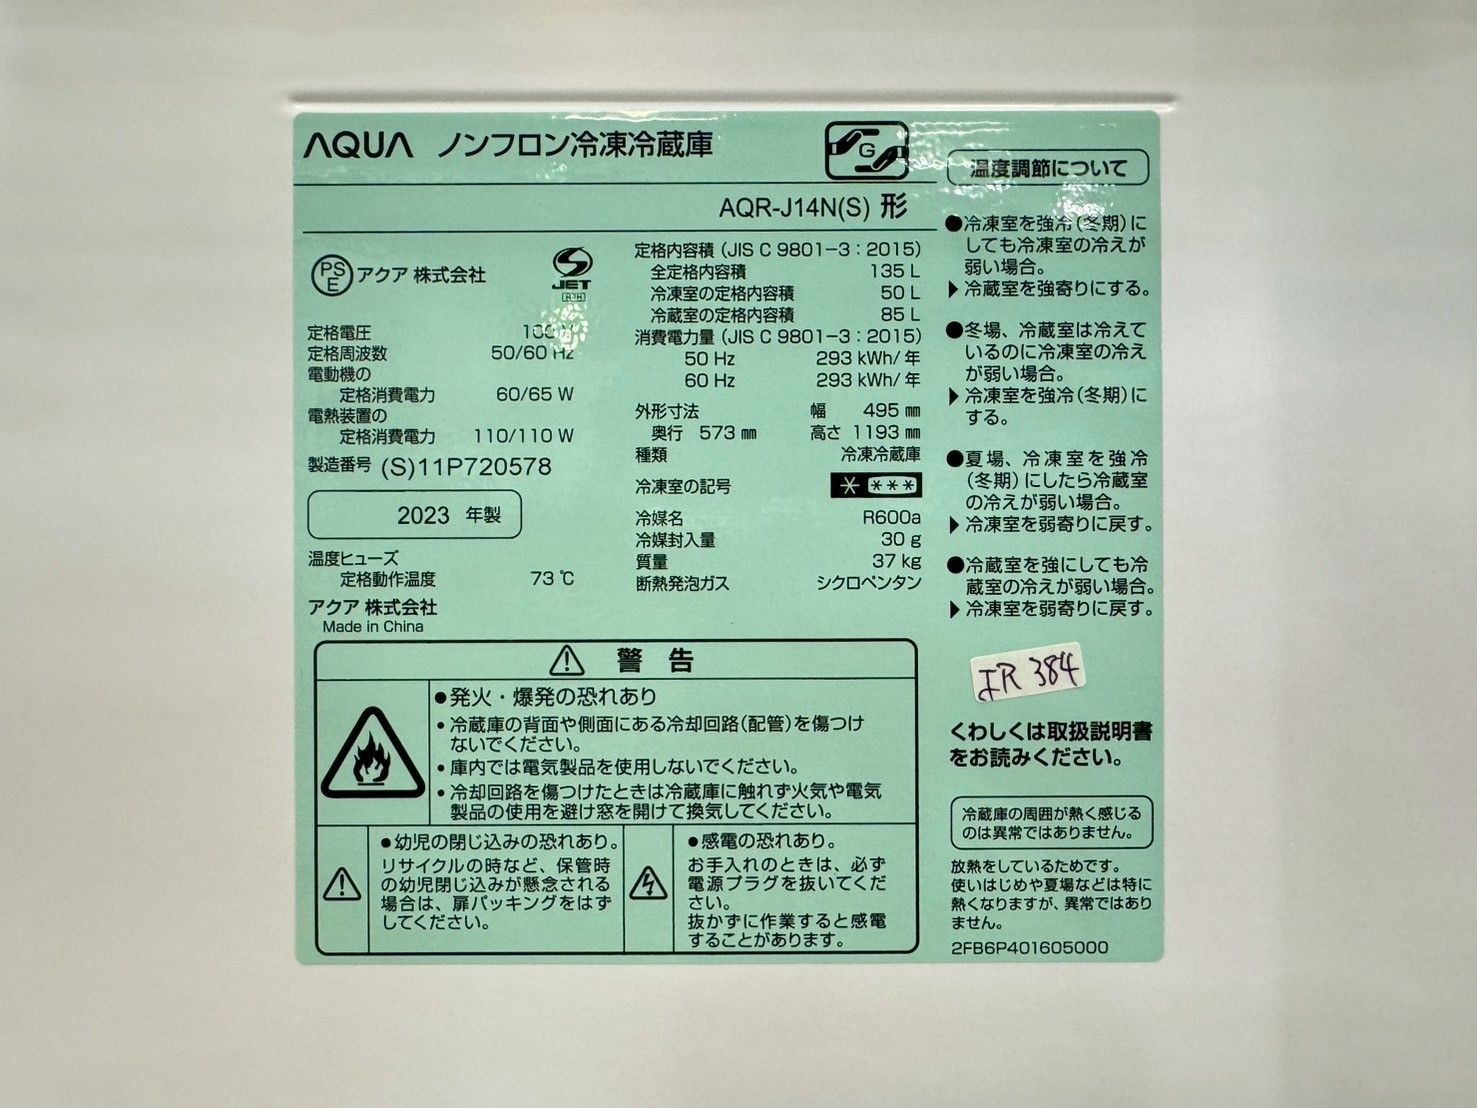 AQUA ノンフロン冷凍冷蔵庫
G
AQR-J14N(S) 形
PSE アクア 株式会社
JET
定格電圧 100 V
定格周波数 50/60 Hz
電動機の
定格消費電力 60/65 W
電熱装置の
定格消費電力 110/110 W
製造番号 (S)11P720578
2023 年製
温度ヒューズ
定格動作温度 73 ℃
アクア 株式会社
Made in China
定格内容積 (JIS C 9801-3 : 2015)
全定格内容積 135 L
冷凍室の定格内容積 50 L
冷蔵室の定格内容積 85 L
消費電力量 (JIS C 9801-3 : 2015)
50 Hz 293 kWh/年
60 Hz 293 kWh/年
外形寸法 幅 495 ㎜
奥行 573 ㎜ 高さ 1193 ㎜
種類 冷凍冷蔵庫
冷凍室の記号 * ***
冷媒名 R600a
冷媒封入量 30 g
質量 37 kg
断熱発泡ガス シクロペンタン
警 告
●発火・爆発の恐れあり
・冷蔵庫の背面や側面にある冷却回路(配管)を傷つけ
ないでください。
・庫内では電気製品を使用しないでください。
・冷却回路を傷つけたときは冷蔵庫に触れず火気や電気
製品の使用を避け窓を開けて換気してください。
●幼児の閉じ込みの恐れあり。
リサイクルの時など、保管時
の幼児閉じ込みが懸念される
場合は、扉パッキングをはず
してください。
●感電の恐れあり。
お手入れのときは、必ず
電源プラグを抜いてくだ
さい。
抜かずに作業すると感電
することがあります。
温度調節について
●冷凍室を強冷(冬期)に
しても冷凍室の冷えが
弱い場合。
▶冷蔵室を強寄りにする。
●冬場、冷蔵室は冷えて
いるのに冷凍室の冷え
が弱い場合。
▶冷凍室を強冷(冬期)に
する。
●夏場、冷凍室を強冷
(冬期)にしたら冷蔵室
の冷えが弱い場合。
▶冷凍室を弱寄りに戻す。
●冷蔵室を強にしても冷
蔵室の冷えが弱い場合。
▶冷凍室を弱寄りに戻す。
IR 384
くわしくは取扱説明書
をお読みください。
冷蔵庫の周囲が熱く感じる
のは異常ではありません。
放熱をしているためです。
使いはじめや夏場などは特に
熱くなりますが、異常ではあり
ません。
2FB6P401605000